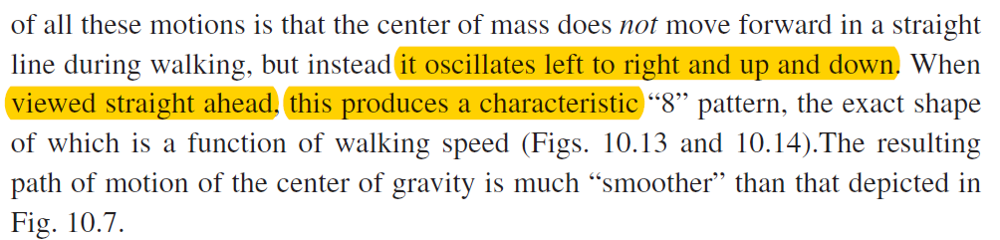 of all these motions is that the center of mass does not move forward in a straight
line during walking, but instead it oscillates left to right and up and down. When
viewed straight ahead, this produces a characteristic “8” pattern, the exact shape
of which is a function of walking speed (Figs. 10.13 and 10.14).The resulting
path of motion of the center of gravity is much “smoother” than that depicted in
Fig. 10.7.